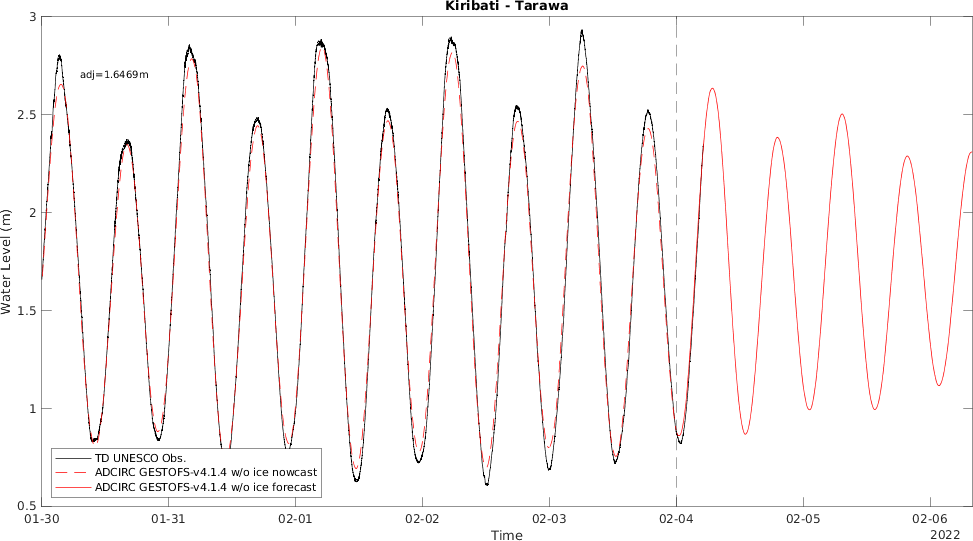 Kiribati - Tarawa
3
adj=1.6469m
2.5
2
Water Level (m)
1.5
1
TD UNESCO Obs.
ADCIRC GESTOFS-v4.1.4 w/o ice nowcast
ADCIRC GESTOFS-v4.1.4 w/o ice forecast
0.5
01-30 01-31 02-01 02-02 02-03 02-04 02-05 02-06
Time
2022